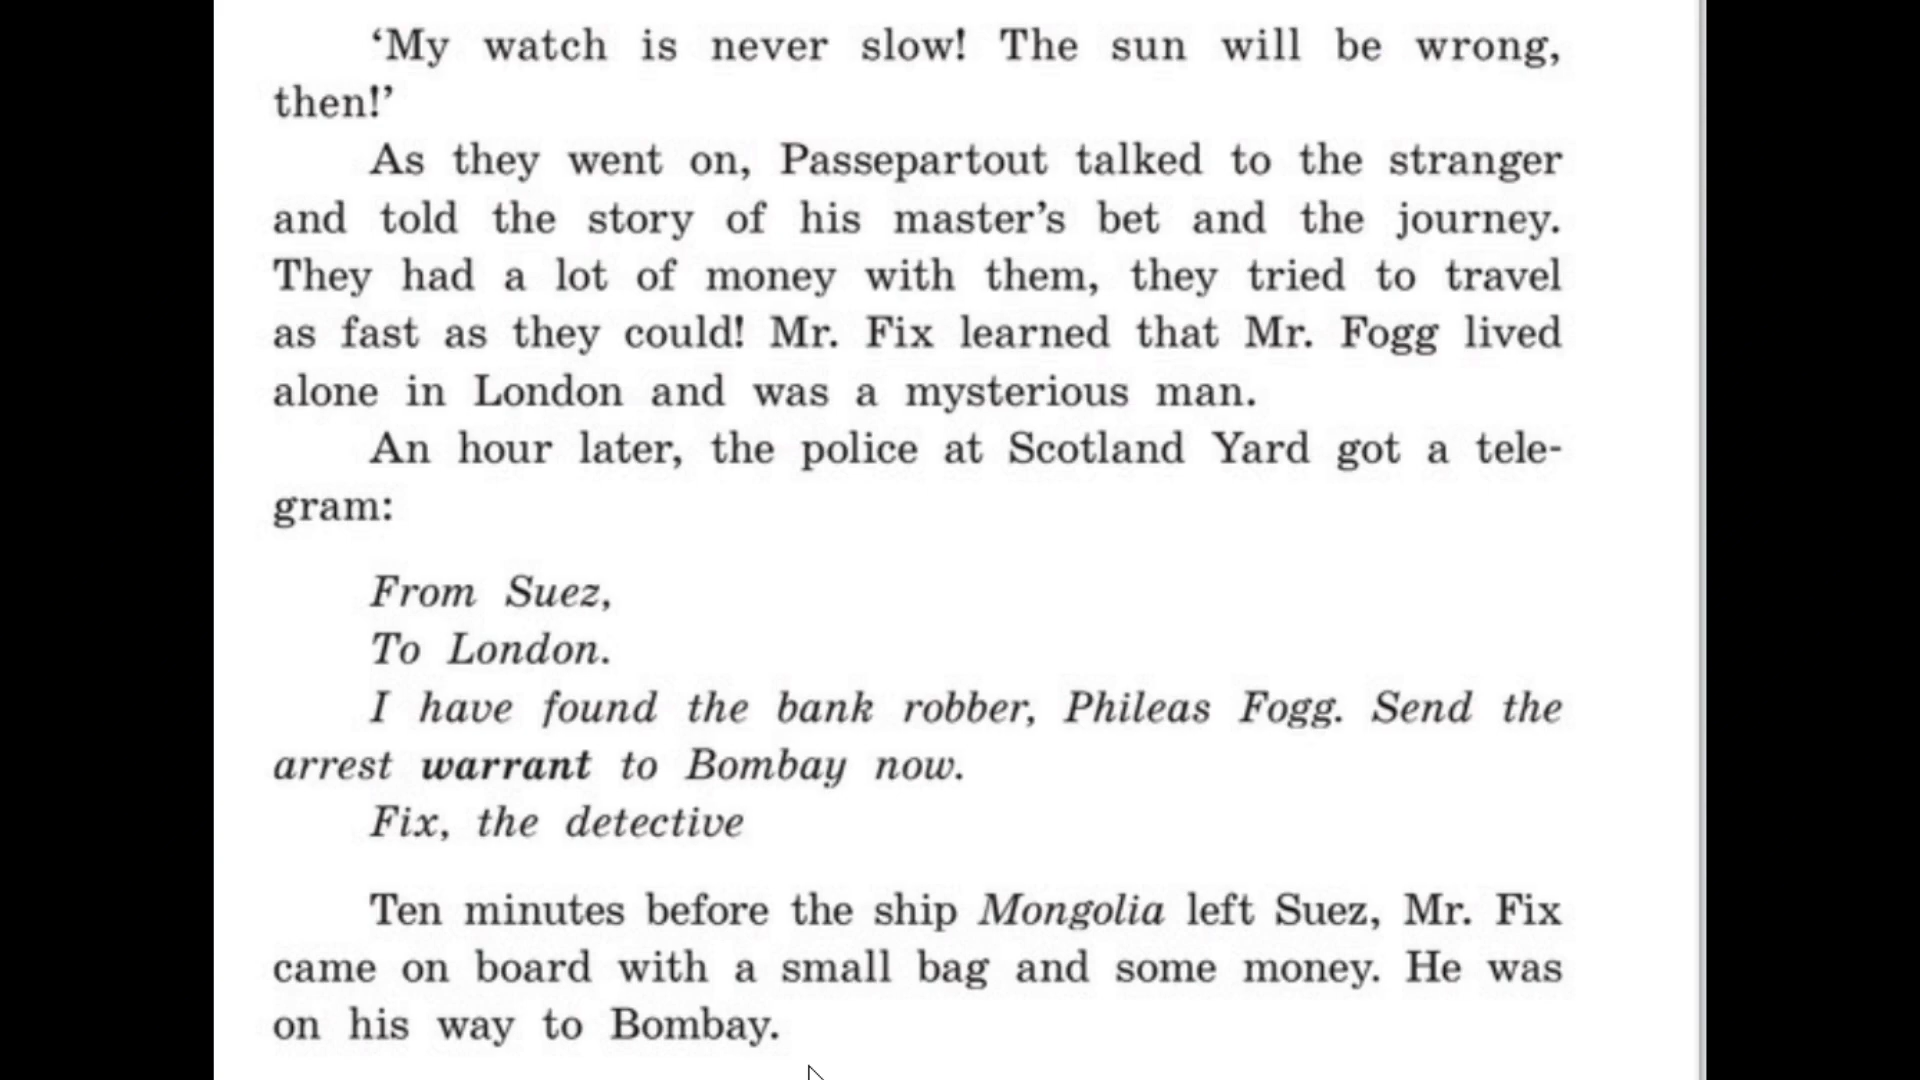 ‘My watch is never slow! The sun will be wrong,
then!’
As they went on, Passepartout talked to the stranger
and told the story of his master’s bet and the journey.
They had a lot of money with them, they tried to travel
as fast as they could! Mr. Fix learned that Mr. Fogg lived
alone in London and was a mysterious man.
An hour later, the police at Scotland Yard got a tele-
gram:
From Suez,
To London.
I have found the bank robber, Phileas Fogg. Send the
arrest warrant to Bombay now.
Fix, the detective
Ten minutes before the ship Mongolia left Suez, Mr. Fix
came on board with a small bag and some money. He was
on his way to Bombay.